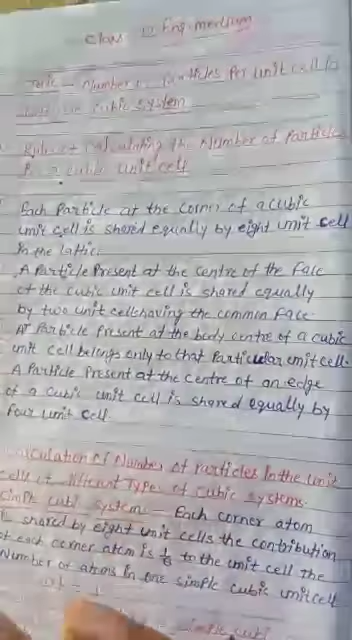 Class 12 Eng-medium
Topic - Number of Particles Per unit cell in
cubic system
Rules of Calculating the Number of Particles
In a cubic unit cell
Each Particle at the corner of a cubic
unit cell is shared equally by eight unit cell
In the lattice
A Particle Present at the Centre of the face
of the cubic unit cell is shared equally
by two unit cell having the common face.
A Particle Present at the body centre of a cubic
unit cell belongs only to that Particular unit cell.
A Particle Present at the Centre of an edge
of a cubic unit cell is shared equally by
four unit cell
Calculation of Number of Particles In the unit
cells of different Types of cubic systems.
Simple cubic system - Each corner atom
is shared by eight unit cells the contribution
of each corner atom is 1/8 to the unit cell the
Number of atoms In one simple cubic unit cell
simple cubic